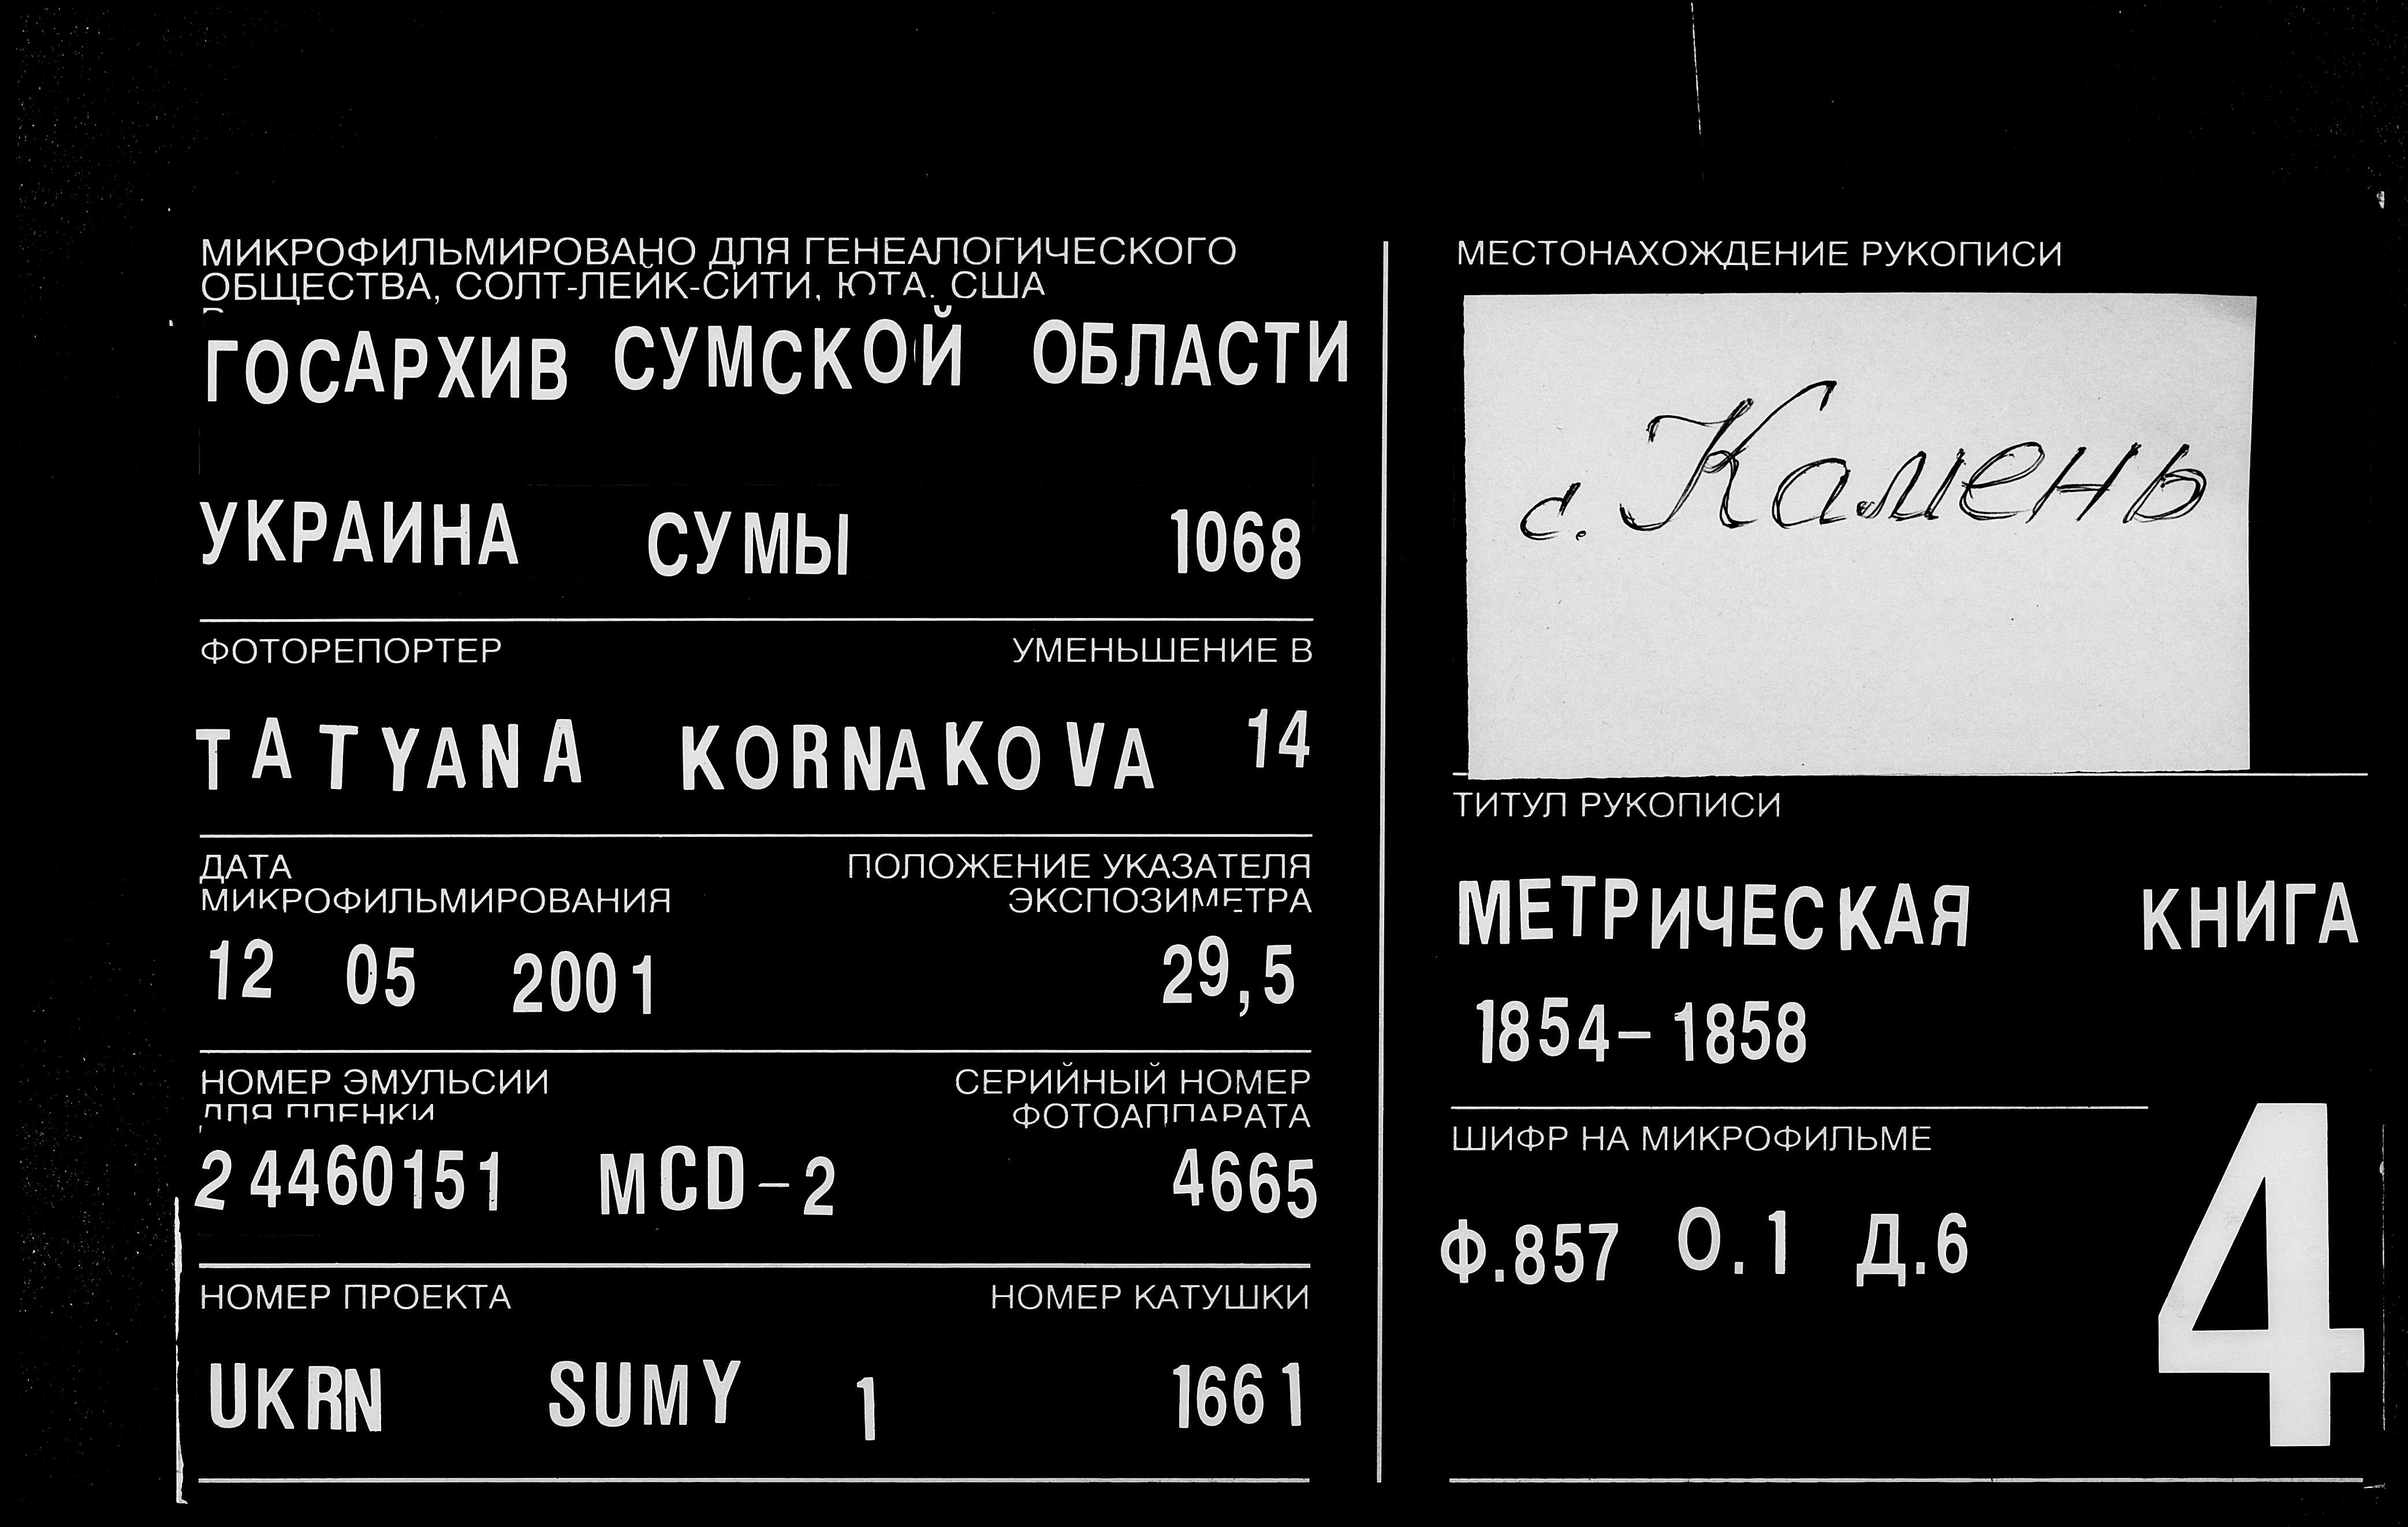 МИКРОФИЛЬМИРОВАНО ДЛЯ ГЕНЕАЛОГИЧЕСКОГО
ОБЩЕСТВА, СОЛТ-ЛЕЙК-СИТИ, ЮТА. США
ГОСАРХИВ СУМСКОЙ ОБЛАСТИ
УКРАИНА СУМЫ 1068
ФОТОРЕПОРТЕР УМЕНЬШЕНИЕ В
TATYANA KORNAKOVA 14
ДАТА ПОЛОЖЕНИЕ УКАЗАТЕЛЯ
МИКРОФИЛЬМИРОВАНИЯ ЭКСПОЗИМЕТРА
12 05 2001 29,5
НОМЕР ЭМУЛЬСИИ СЕРИЙНЫЙ НОМЕР
ДЛЯ ПЛЕНКИ ФОТОАППАРАТА
24460151 MCD-2 4665
НОМЕР ПРОЕКТА НОМЕР КАТУШКИ
UKRN SUMY 1 1661
МЕСТОНАХОЖДЕНИЕ РУКОПИСИ
с. Камень
ТИТУЛ РУКОПИСИ
МЕТРИЧЕСКАЯ КНИГА
1854-1858
ШИФР НА МИКРОФИЛЬМЕ
Ф.857 О.1 Д.6
4